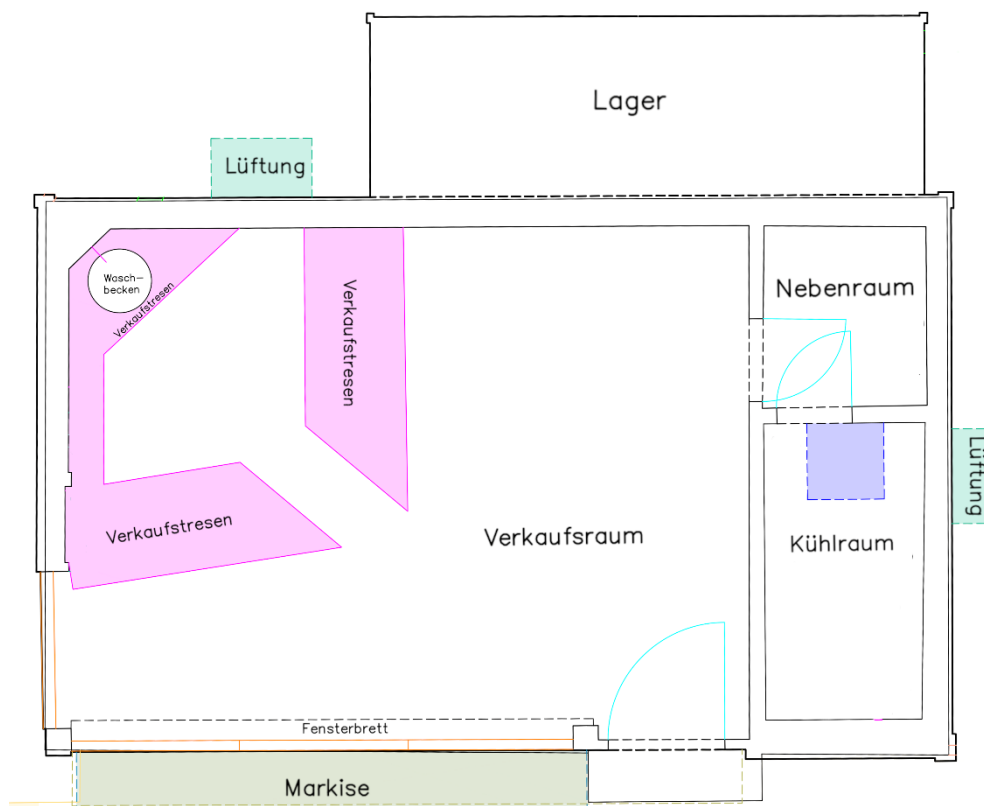 Lager
Lüftung
Wasch-
becken
Verkaufstresen
Verkaufstresen
Nebenraum
Verkaufstresen
Verkaufsraum
Kühlraum
Lüftung
Fensterbrett
Markise